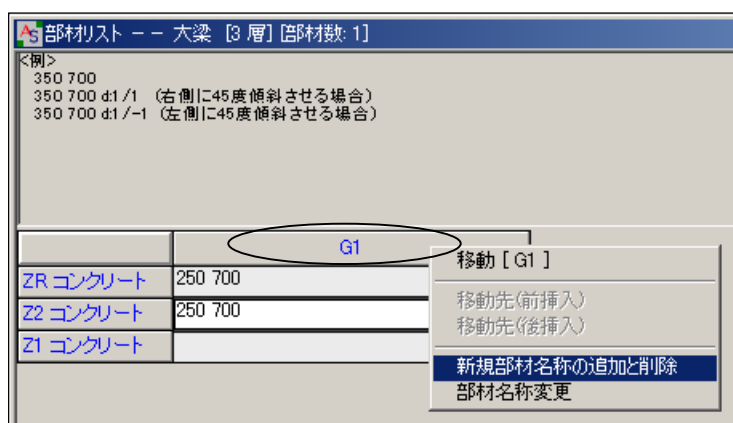 AS 部材リスト －－ 大梁 [3 層] [部材数: 1]
<例>
350 700
350 700 d:1/1 （右側に45度傾斜させる場合）
350 700 d:1/-1 （左側に45度傾斜させる場合）
G1
ZR コンクリート 250 700
Z2 コンクリート 250 700
Z1 コンクリート
移動 [ G1 ]
移動先(前挿入)
移動先(後挿入)
新規部材名称の追加と削除
部材名称変更